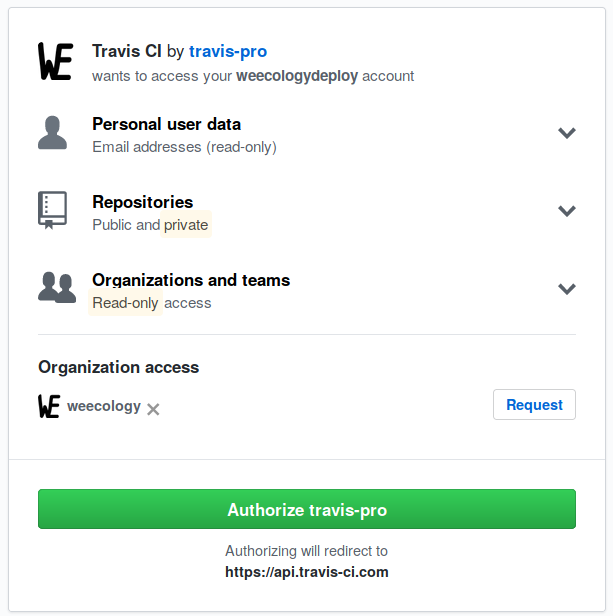 WE
Travis CI by travis-pro
wants to access your weecologydeploy account
Personal user data
Email addresses (read-only)
Repositories
Public and private
Organizations and teams
Read-only access
Organization access
WE weecology
Request
Authorize travis-pro
Authorizing will redirect to
https://api.travis-ci.com